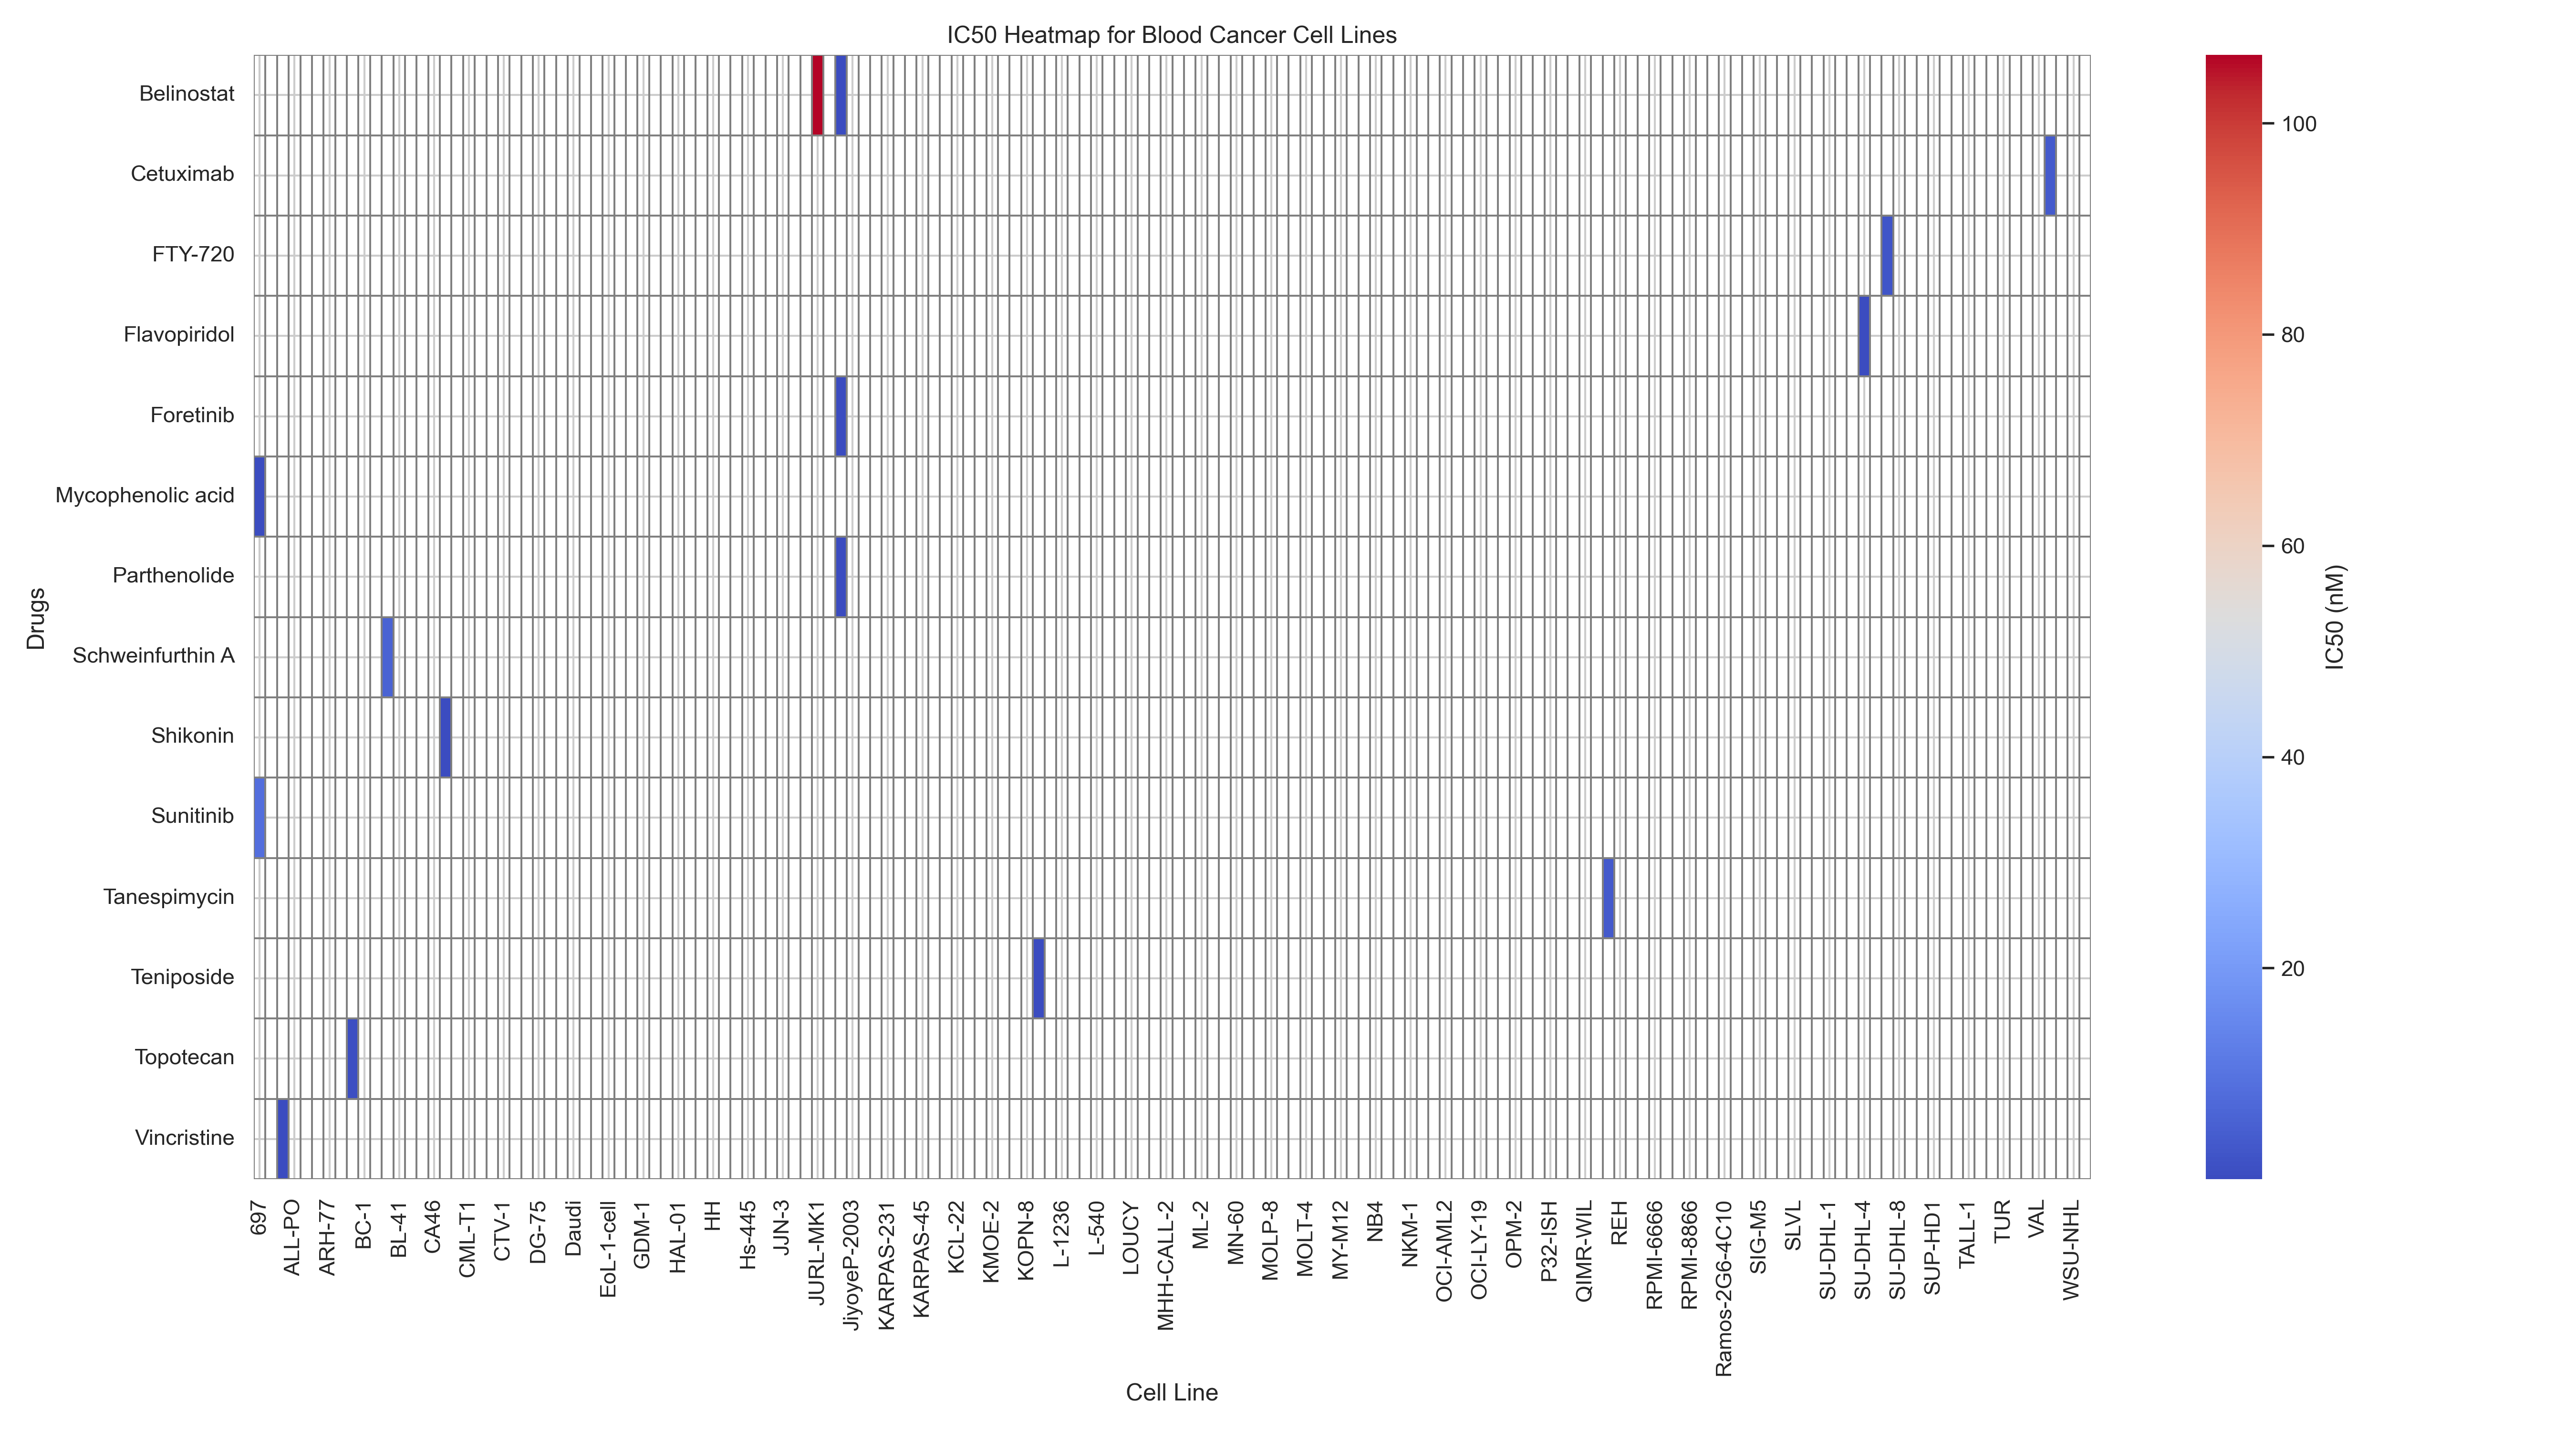 IC50 Heatmap for Blood Cancer Cell Lines
Belinostat
Cetuximab
FTY-720
Flavopiridol
Foretinib
Mycophenolic acid
Parthenolide
Schweinfurthin A
Shikonin
Sunitinib
Tanespimycin
Teniposide
Topotecan
Vincristine
Drugs
697
ALL-PO
ARH-77
BC-1
BL-41
CA46
CML-T1
CTV-1
DG-75
Daudi
EoL-1-cell
GDM-1
HAL-01
HH
Hs-445
JJN-3
JURL-MK1
JiyoyeP-2003
KARPAS-231
KARPAS-45
KCL-22
KMOE-2
KOPN-8
L-1236
L-540
LOUCY
MHH-CALL-2
ML-2
MN-60
MOLP-8
MOLT-4
MY-M12
NB4
NKM-1
OCI-AML2
OCI-LY-19
OPM-2
P32-ISH
QIMR-WIL
REH
RPMI-6666
RPMI-8866
Ramos-2G6-4C10
SIG-M5
SLVL
SU-DHL-1
SU-DHL-4
SU-DHL-8
SUP-HD1
TALL-1
TUR
VAL
WSU-NHL
Cell Line
100
80
60
40
20
IC50 (nM)